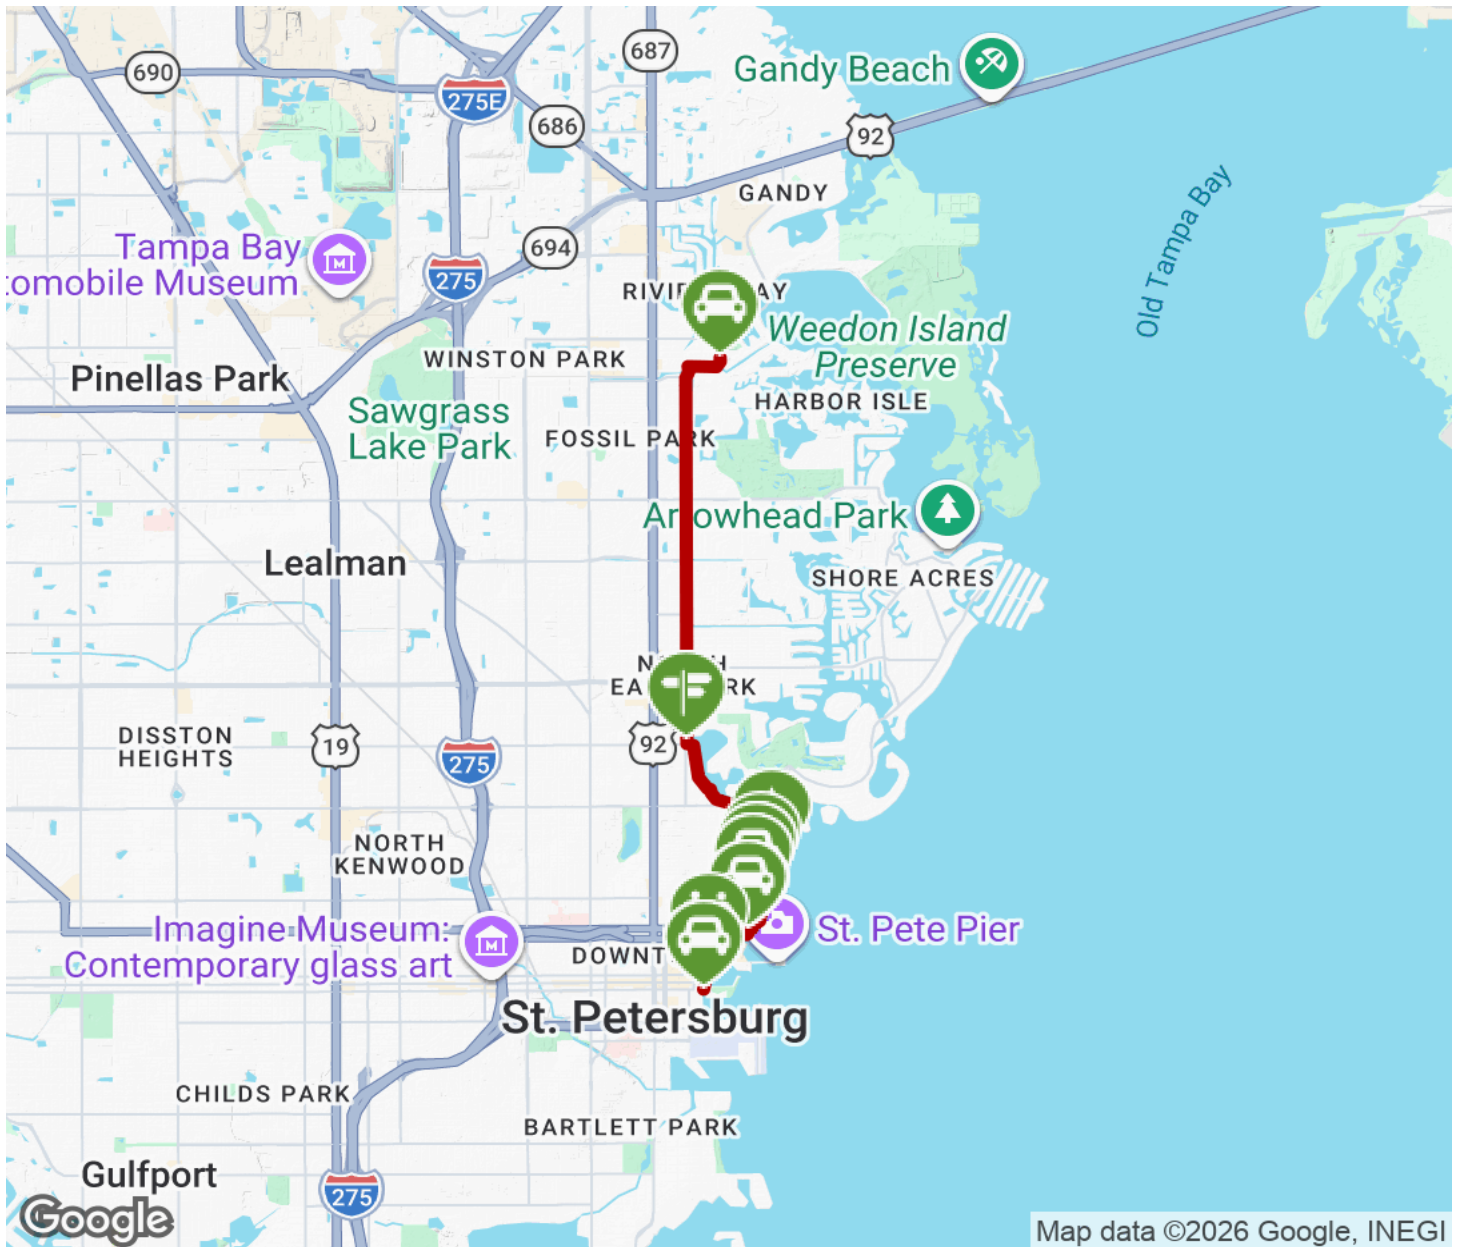 687
690
Gandy Beach
275E
686
92
GANDY
Old Tampa Bay
Tampa Bay
tomobile Museum
694
275
Weedon Island
Preserve
WINSTON PARK
Pinellas Park
HARBOR ISLE
Sawgrass
Lake Park
FOSSIL PARK
Arrowhead Park
Lealman
SHORE ACRES
DISSTON
HEIGHTS
19
92
275
NORTH
KENWOOD
Imagine Museum:
Contemporary glass art
St. Pete Pier
DOWNT
St. Petersburg
CHILDS PARK
BARTLETT PARK
Gulfport
275
Google
Map data ©2026 Google, INEGI